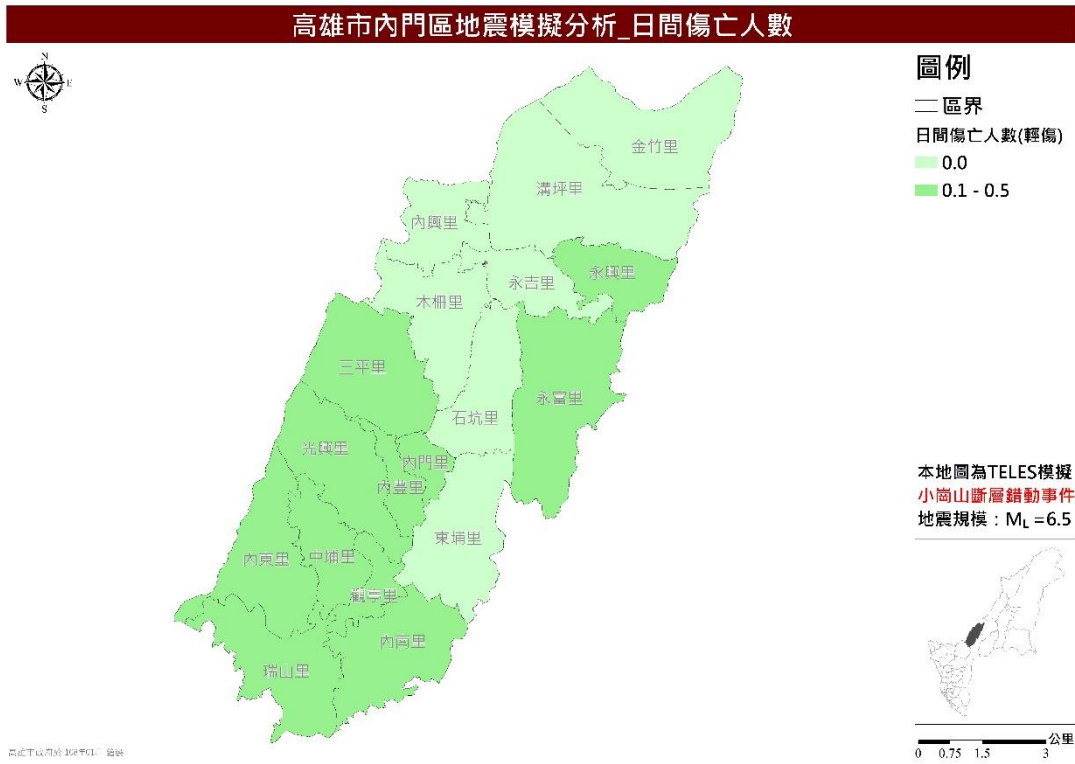 高雄市內門區地震模擬分析_日間傷亡人數
N
W E
S
圖例
區界
日間傷亡人數(輕傷)
0.0
0.1 - 0.5
金竹里
溝坪里
內興里
永吉里
永興里
木柵里
三平里
永富里
石坑里
光興里
內門里
內豊里
東埔里
中埔里
內東里
觀亭里
內南里
瑞山里
本地圖為TELES模擬
小崗山斷層錯動事件
地震規模：ML =6.5
公里
0 0.75 1.5 3